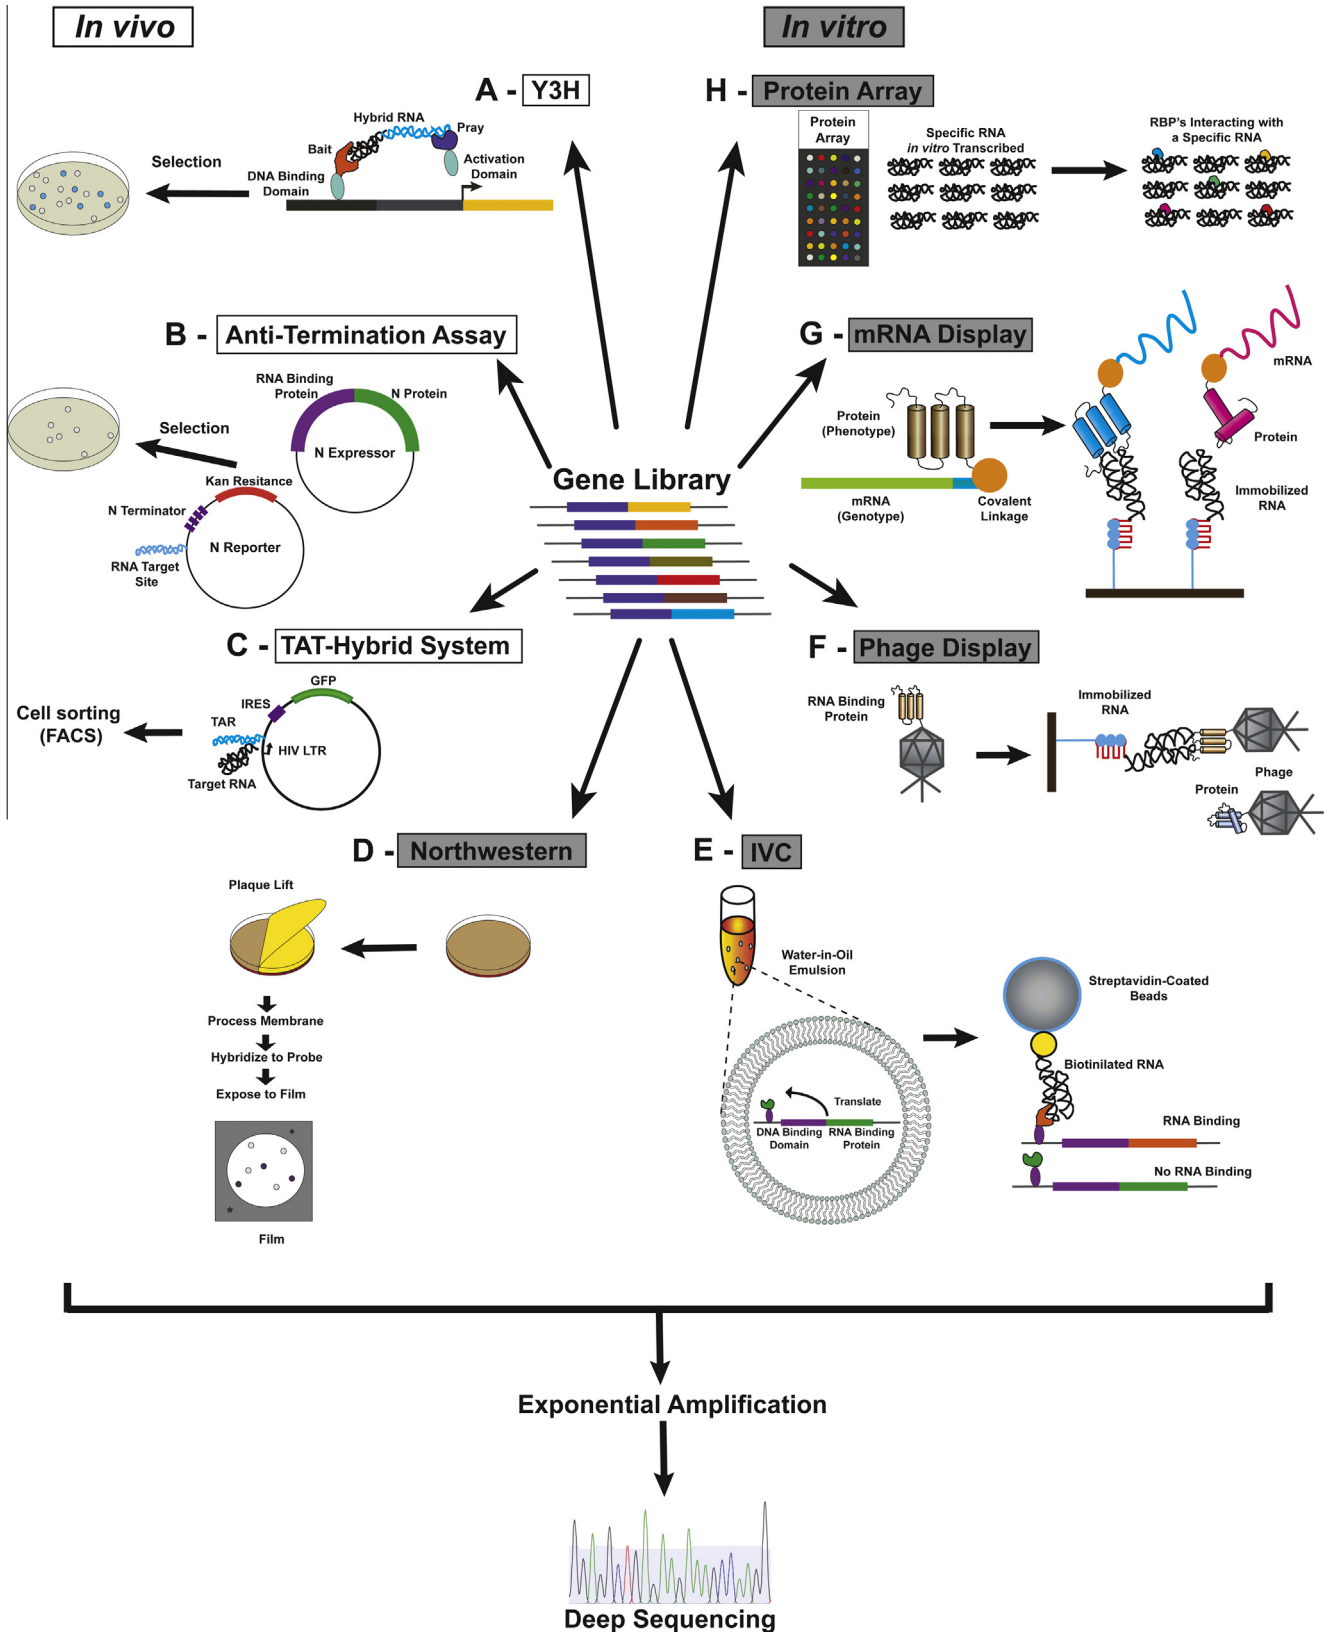 In vivo
In vitro
A - Y3H
Hybrid RNA
Pray
Bait
Activation
Domain
DNA Binding
Domain
Selection
H - Protein Array
Protein
Array
Specific RNA
in vitro Transcribed
RBP's Interacting with
a Specific RNA
B - Anti-Termination Assay
RNA Binding
Protein
N Protein
N Expressor
Selection
Kan Resitance
N Terminator
N Reporter
RNA Target
Site
G - mRNA Display
Protein
(Phenotype)
mRNA
(Genotype)
Covalent
Linkage
mRNA
Protein
Immobilized
RNA
Gene Library
C - TAT-Hybrid System
GFP
IRES
TAR
HIV LTR
Target RNA
Cell sorting
(FACS)
F - Phage Display
RNA Binding
Protein
Immobilized
RNA
Phage
Protein
D - Northwestern
Plaque Lift
Process Membrane
Hybridize to Probe
Expose to Film
Film
E - IVC
Water-in-Oil
Emulsion
Translate
DNA Binding
Domain
RNA Binding
Protein
Streptavidin-Coated
Beads
Biotinilated RNA
RNA Binding
No RNA Binding
Exponential Amplification
Deep Sequencing